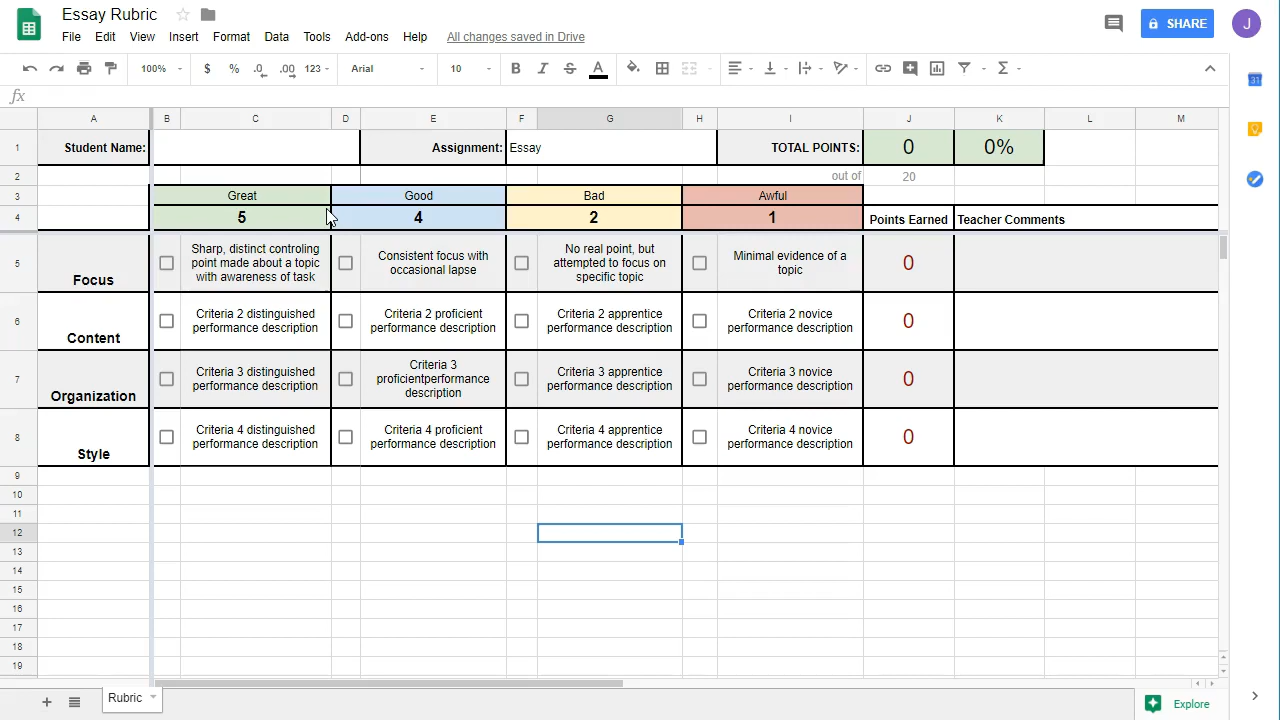 Essay Rubric
File Edit View Insert Format Data Tools Add-ons Help All changes saved in Drive
SHARE
J
100% $ % .0 .00 123 Arial 10 B I S A Σ
fx
31
A B C D E F G H I J K L M
1 Student Name: Assignment: Essay TOTAL POINTS: 0 0%
2 out of 20
3 Great Good Bad Awful
4 5 4 2 1 Points Earned Teacher Comments
5 Focus
Sharp, distinct controling
point made about a topic
with awareness of task
Consistent focus with
occasional lapse
No real point, but
attempted to focus on
specific topic
Minimal evidence of a
topic
0
6 Content
Criteria 2 distinguished
performance description
Criteria 2 proficient
performance description
Criteria 2 apprentice
performance description
Criteria 2 novice
performance description
0
7 Organization
Criteria 3 distinguished
performance description
Criteria 3
proficientperformance
description
Criteria 3 apprentice
performance description
Criteria 3 novice
performance description
0
8 Style
Criteria 4 distinguished
performance description
Criteria 4 proficient
performance description
Criteria 4 apprentice
performance description
Criteria 4 novice
performance description
0
9
10
11
12
13
14
15
16
17
18
19
Rubric
Explore